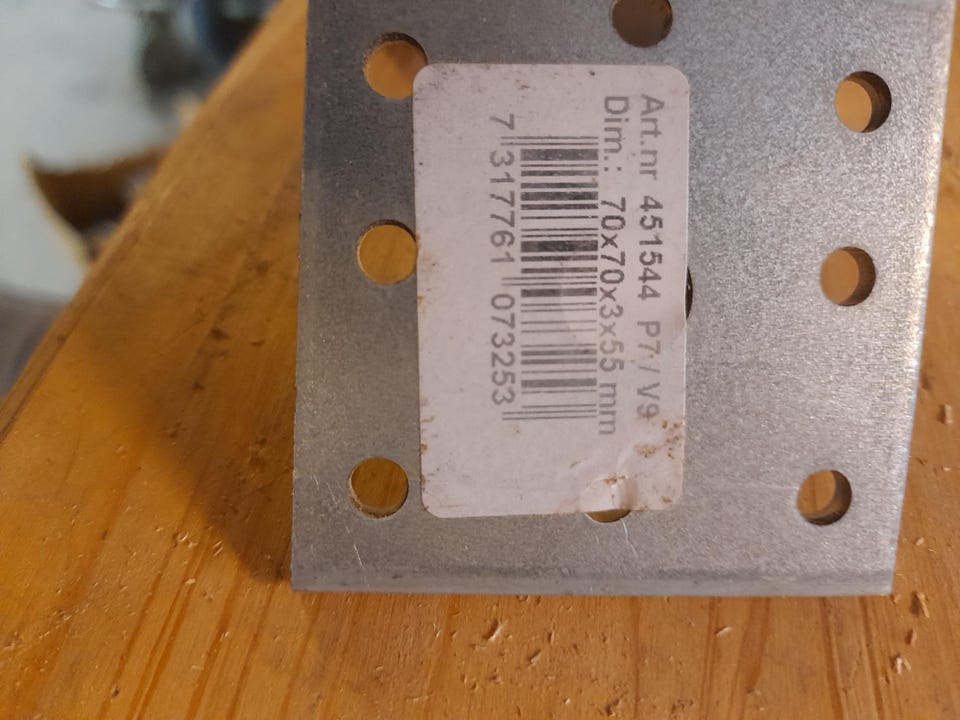 Art.nr 451544 P7 / V9
Dim.: 70x70x3x55 mm
7 317761 073253